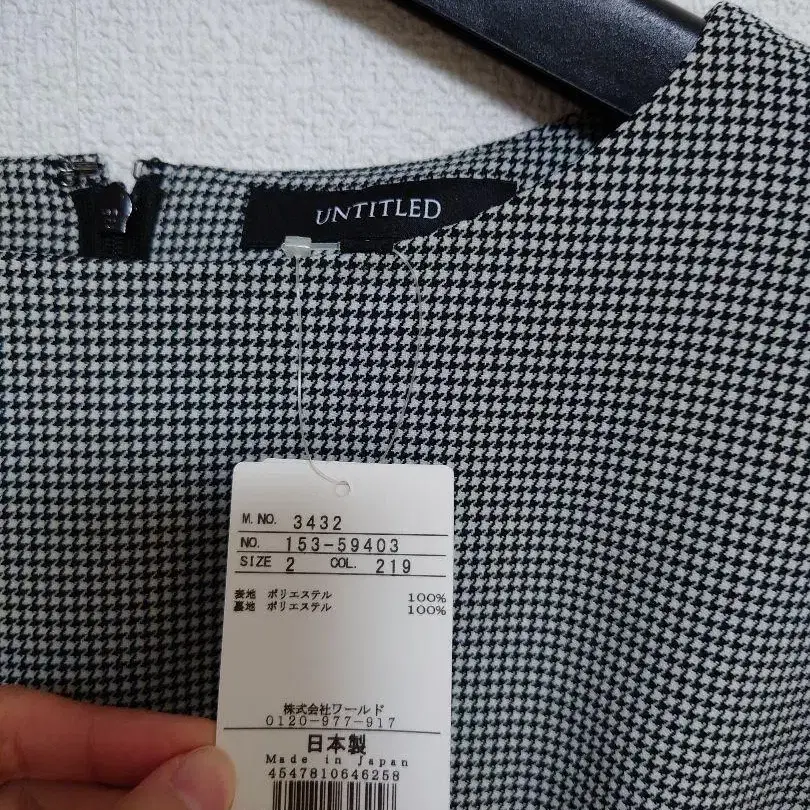 UNTITLED
M. NO. 3432
NO. 153-59403
SIZE 2 COL. 219
表地 ポリエステル 100%
裏地 ポリエステル 100%
株式会社ワールド
0120-977-917
日本製
Made in Japan
4547810646258